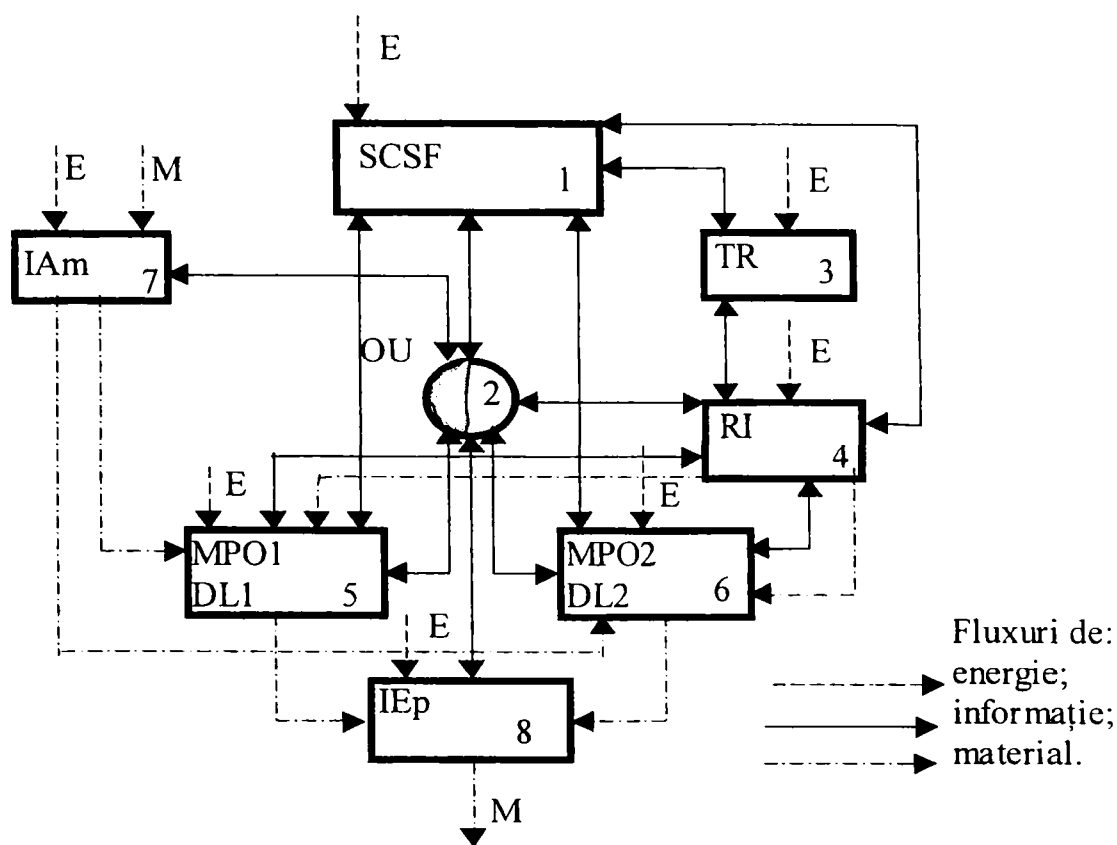 E
SCSF
1
E
M
E
IAm
7
TR
3
OU
E
2
RI
4
E
E
MPO1
DL1
5
MPO2
DL2
6
E
IEp
8
M
Fluxuri de:
energie;
informație;
material.